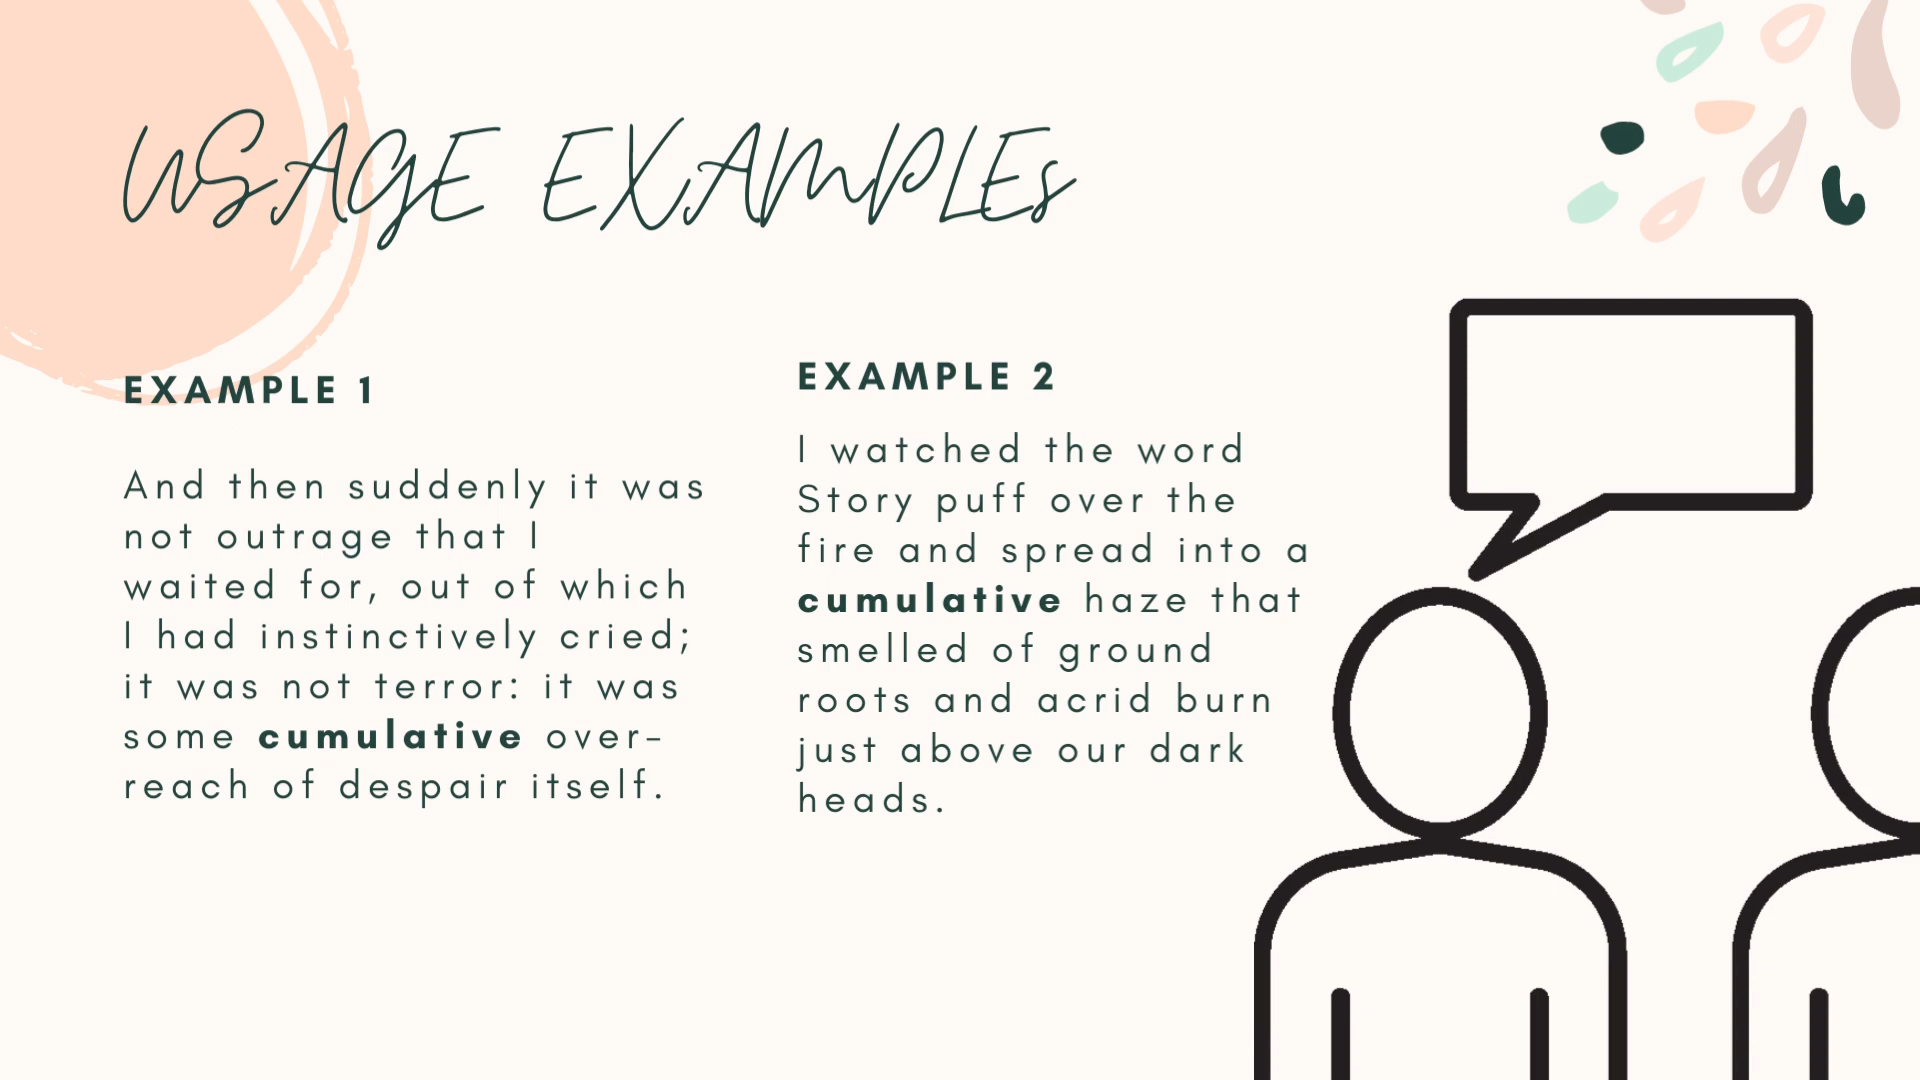 USAGE EXAMPLEs
EXAMPLE 1
And then suddenly it was
not outrage that I
waited for, out of which
I had instinctively cried;
it was not terror: it was
some cumulative over-
reach of despair itself.
EXAMPLE 2
I watched the word
Story puff over the
fire and spread into a
cumulative haze that
smelled of ground
roots and acrid burn
just above our dark
heads.